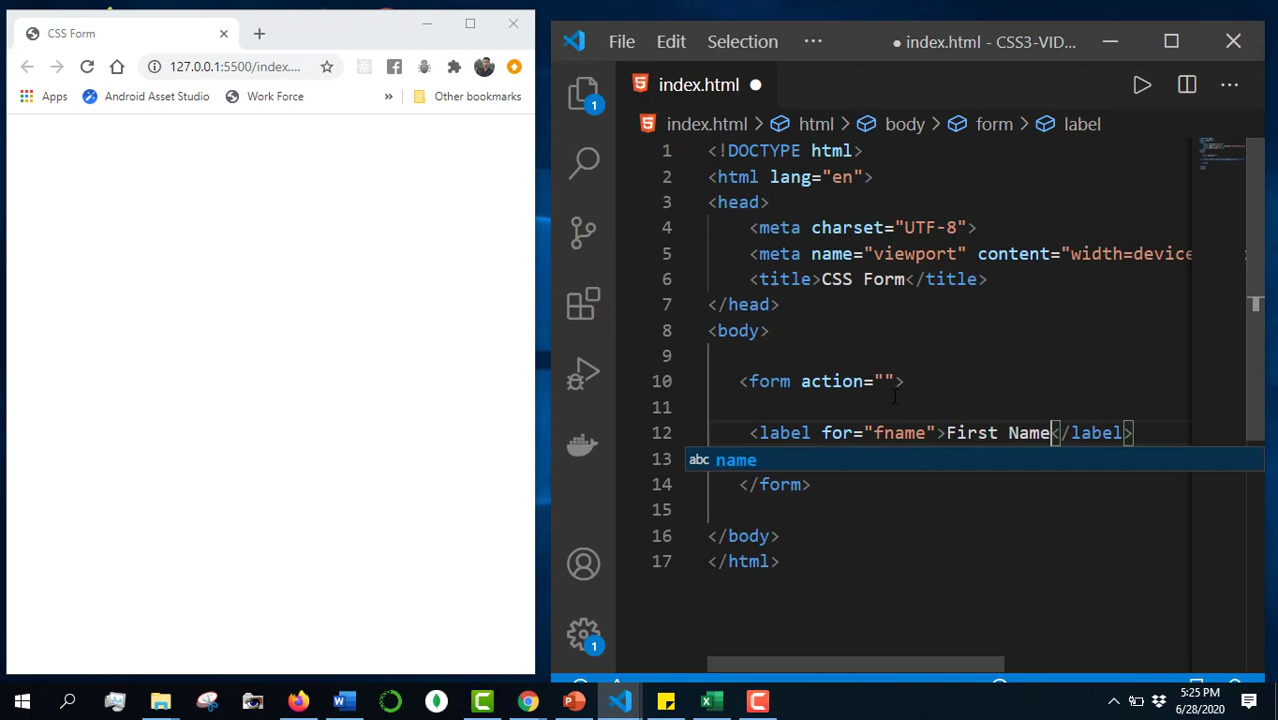 CSS Form
127.0.0.1:5500/index....
Apps
Android Asset Studio
Work Force
»
Other bookmarks
File
Edit
Selection
···
● index.html - CSS3-VID...
1
index.html ●
index.html > html > body > form > label
1 <!DOCTYPE html>
2 <html lang="en">
3 <head>
4 <meta charset="UTF-8">
5 <meta name="viewport" content="width=device
6 <title>CSS Form</title>
7 </head>
8 <body>
9
10 <form action="">
11
12 <label for="fname">First Name</label>
13
abc name
14 </form>
15
16 </body>
17 </html>
1
5:25 PM
6/28/2020